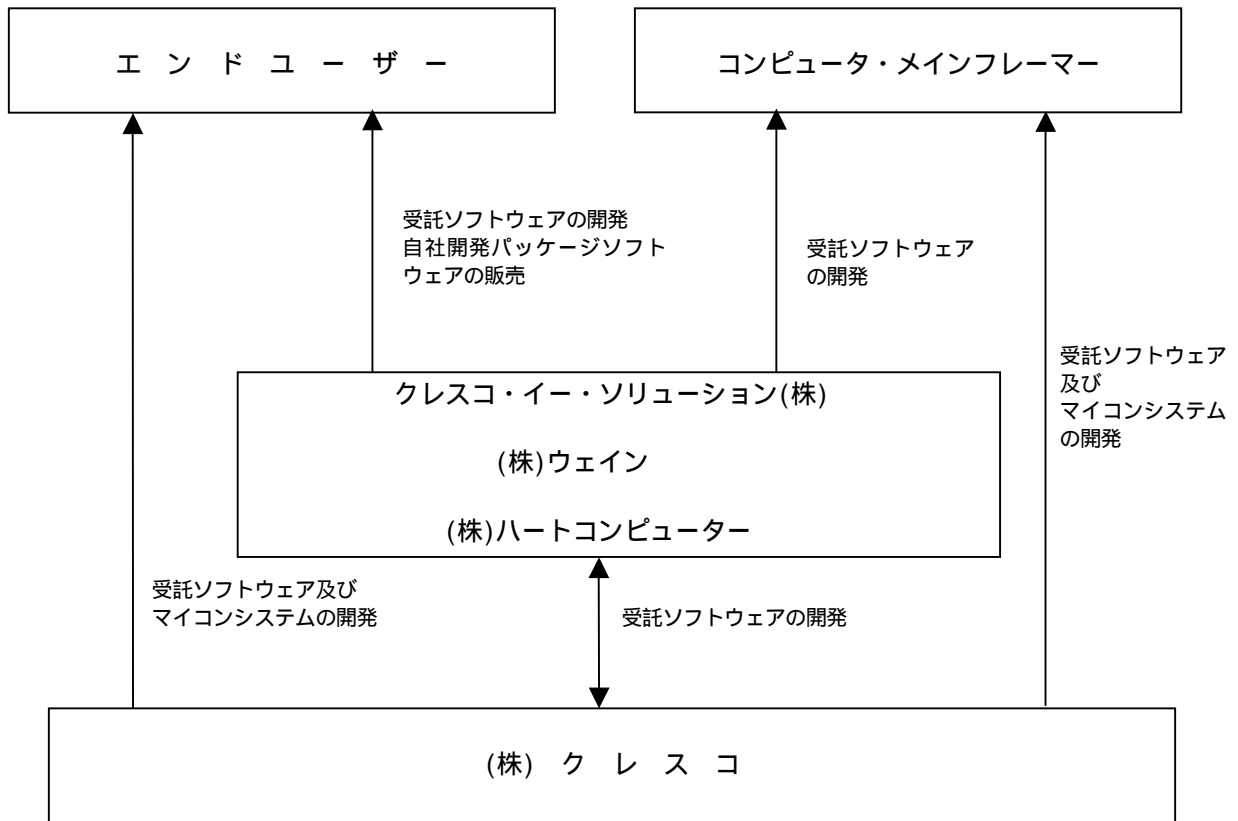 エ ン ド ユ ー ザ ー
コンピュータ・メインフレーマー
受託ソフトウェアの開発
自社開発パッケージソフト
ウェアの販売
受託ソフトウェア
の開発
受託ソフトウェア
及び
マイコンシステム
の開発
クレスコ・イー・ソリューション(株)
(株)ウェイン
(株)ハートコンピューター
受託ソフトウェア及び
マイコンシステムの開発
受託ソフトウェアの開発
(株) ク レ ス コ